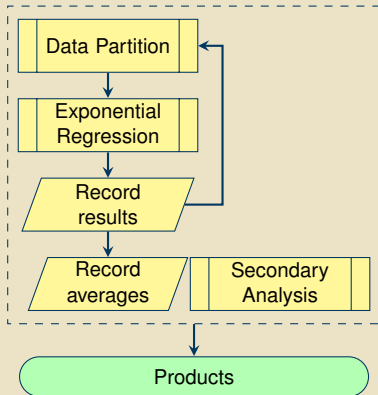 Data Partition
Exponential
Regression
Record
results
Record
averages
Secondary
Analysis
Products